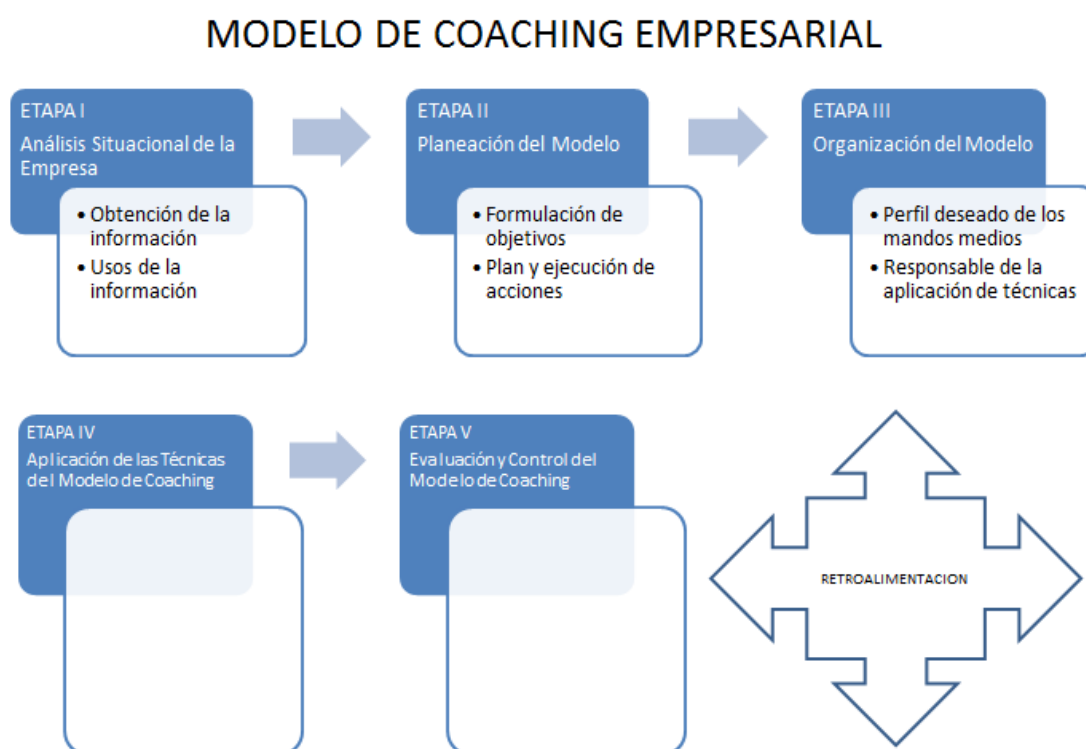 MODELO DE COACHING EMPRESARIAL
ETAPA I
Análisis Situacional de la
Empresa
• Obtención de la
información
• Usos de la
información
ETAPA II
Planeación del Modelo
• Formulación de
objetivos
• Plan y ejecución de
acciones
ETAPA III
Organización del Modelo
• Perfil deseado de los
mandos medios
• Responsable de la
aplicación de técnicas
ETAPA IV
Aplicación de las Técnicas
del Modelo de Coaching
ETAPA V
Evaluación y Control del
Modelo de Coaching
RETROALIMENTACION